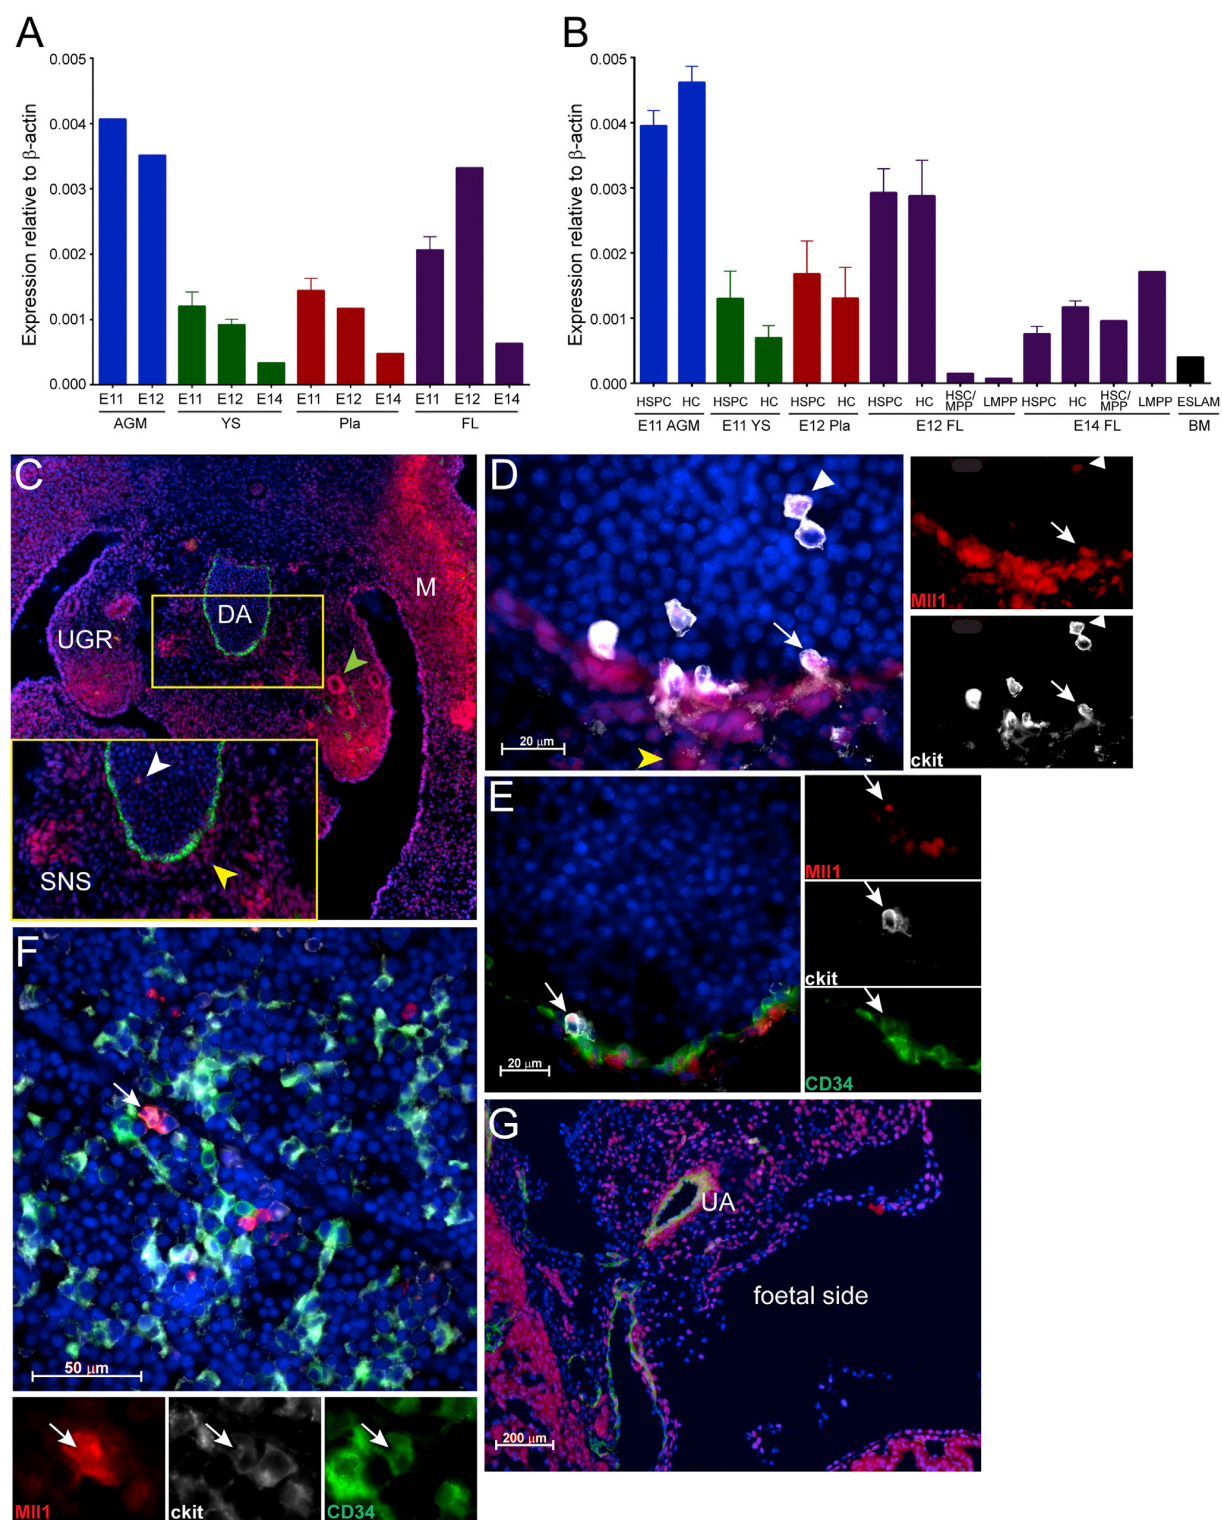 A
Expression relative to β-actin
0.005
0.004
0.003
0.002
0.001
0.000
E11 E12 E11 E12 E14 E11 E12 E14 E11 E12 E14
AGM YS Pla FL
B
Expression relative to β-actin
0.005
0.004
0.003
0.002
0.001
0.000
HSPC HC HSPC HC HSPC HC HSPC HC HSC/MPP LMPP HSPC HC HSC/MPP LMPP ESLAM
E11 AGM E11 YS E12 Pla E12 FL E14 FL BM
C
UGR
DA
M
SNS
D
20 μm
Mll1
ckit
E
20 μm
Mll1
ckit
CD34
F
50 μm
Mll1
ckit
CD34
G
UA
foetal side
200 μm